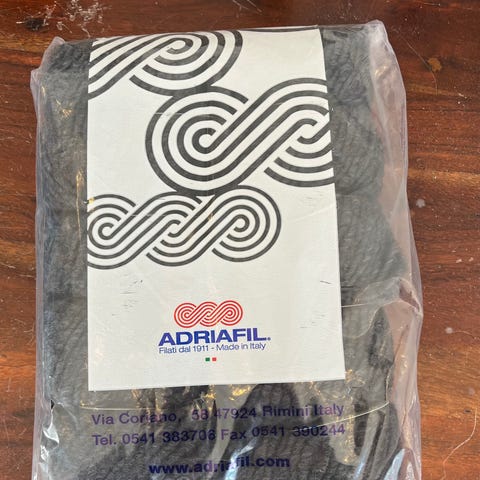 ADRIAFIL®
Filati dal 1911 - Made in Italy
Via Coriano, 58 47924 Rimini Italy
Tel. 0541 383706 Fax 0541 390244
www.adriafil.com